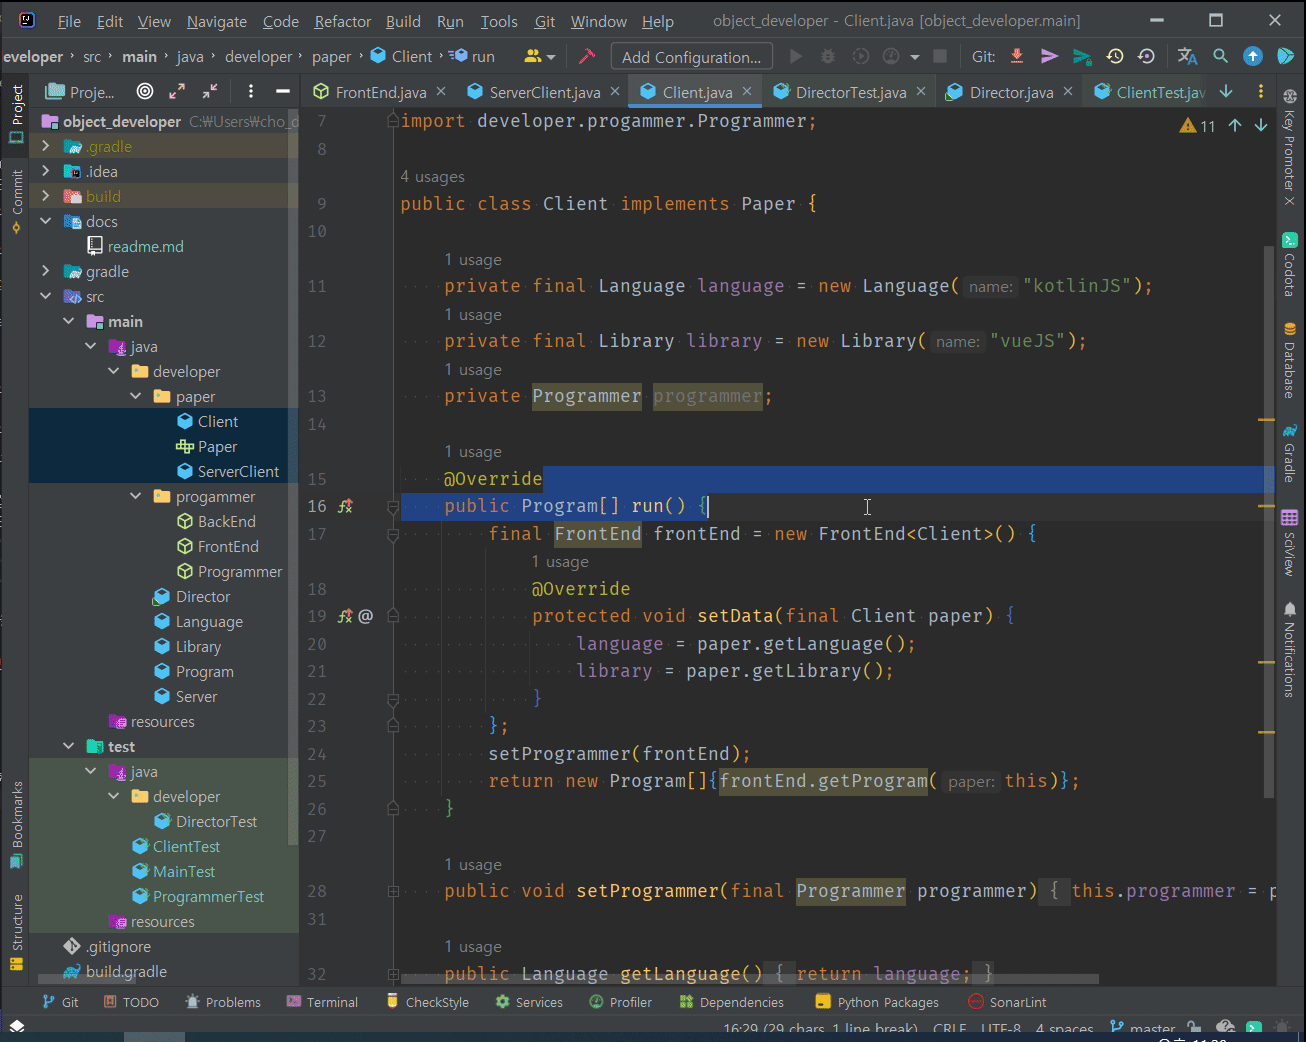 File Edit View Navigate Code Refactor Build Run Tools Git Window Help object_developer - Client.java [object_developer.main]
eveloper src main java developer paper Client run Add Configuration... Git:
Proje... FrontEnd.java ServerClient.java Client.java DirectorTest.java Director.java ClientTest.jav
Project
Commit
Bookmarks
Structure
object_developer C:₩Users₩cho_d
.gradle
.idea
build
docs
readme.md
gradle
src
main
java
developer
paper
Client
Paper
ServerClient
progammer
BackEnd
FrontEnd
Programmer
Director
Language
Library
Program
Server
resources
test
java
developer
DirectorTest
ClientTest
MainTest
ProgrammerTest
resources
.gitignore
build.gradle
11
7 import developer.progammer.Programmer;
8
4 usages
9 public class Client implements Paper {
10
1 usage
11 private final Language language = new Language( name: "kotlinJS");
1 usage
12 private final Library library = new Library( name: "vueJS");
1 usage
13 private Programmer programmer;
14
1 usage
15 @Override
16 public Program[] run() {
17 final FrontEnd frontEnd = new FrontEnd<Client>() {
1 usage
18 @Override
19 @ protected void setData(final Client paper) {
20 language = paper.getLanguage();
21 library = paper.getLibrary();
22 }
23 };
24 setProgrammer(frontEnd);
25 return new Program[]{frontEnd.getProgram( paper: this)};
26 }
27
1 usage
28 public void setProgrammer(final Programmer programmer) { this.programmer = p
31
1 usage
32 public Language getLanguage() { return language; }
Key Promoter X
Codota
Database
Gradle
SciView
Notifications
Git TODO Problems Terminal CheckStyle Services Profiler Dependencies Python Packages SonarLint
16:29 (29 chars, 1 line break) CRLF UTF-8 4 spaces master